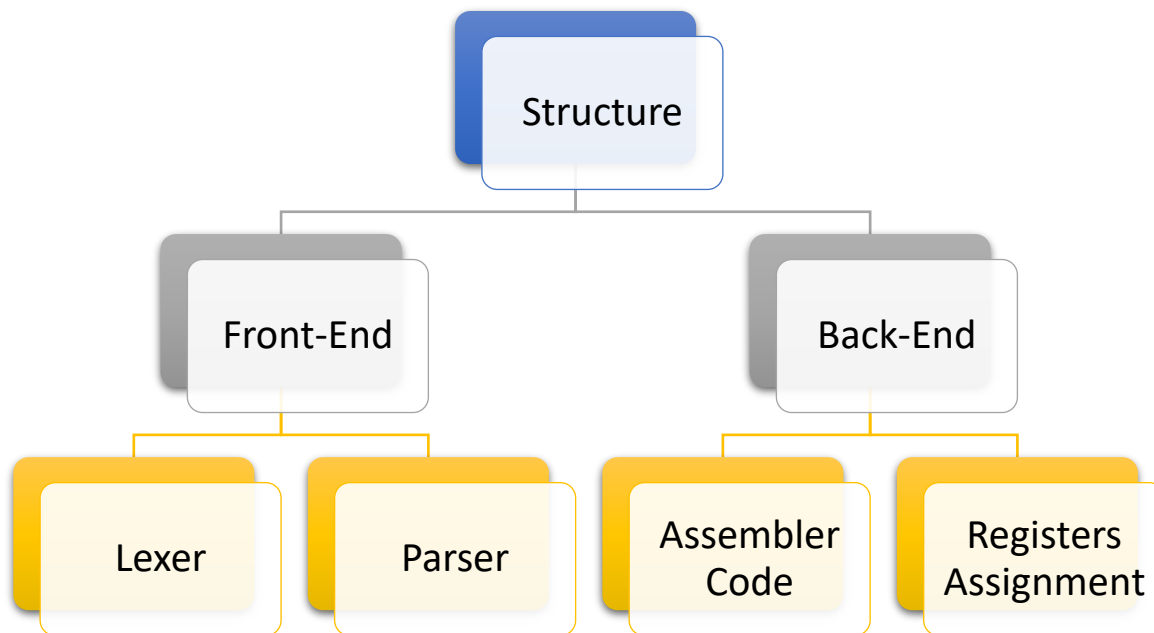 Structure
Front-End
Back-End
Lexer
Parser
Assembler
Code
Registers
Assignment